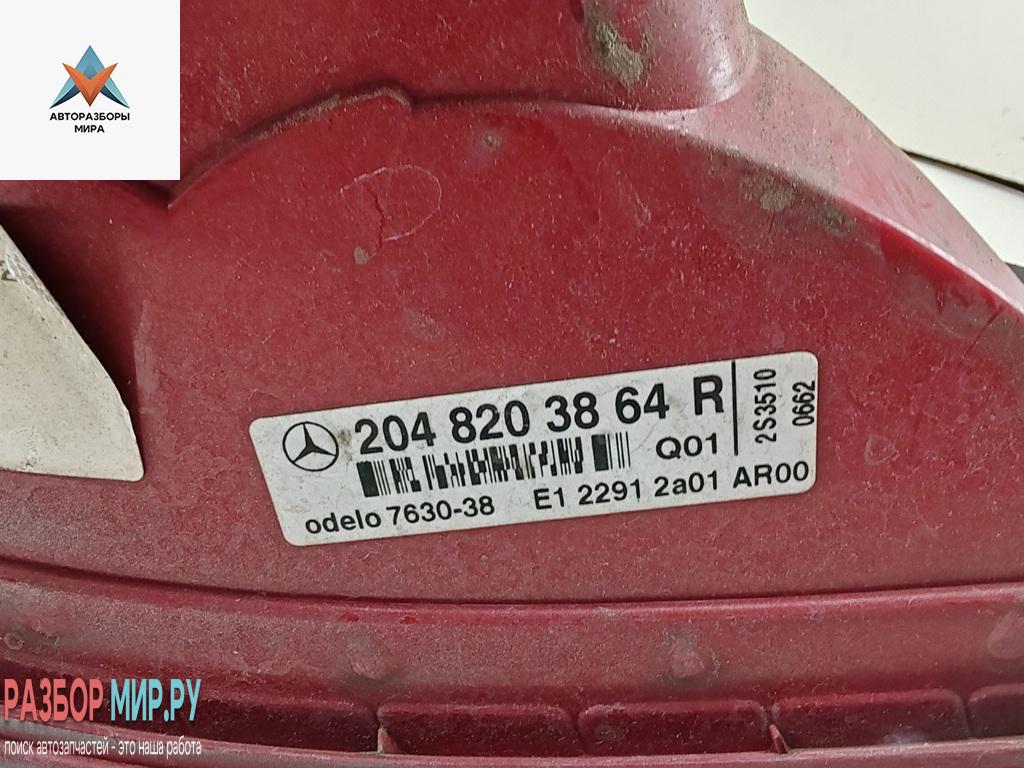 АВТОРАЗБОРЫ
МИРА
204 820 38 64 R
Q01
2S3510
0662
odelo 7630-38 E1 2291 2a01 AR00
РАЗБОР МИР.РУ
поиск автозапчастей - это наша работа